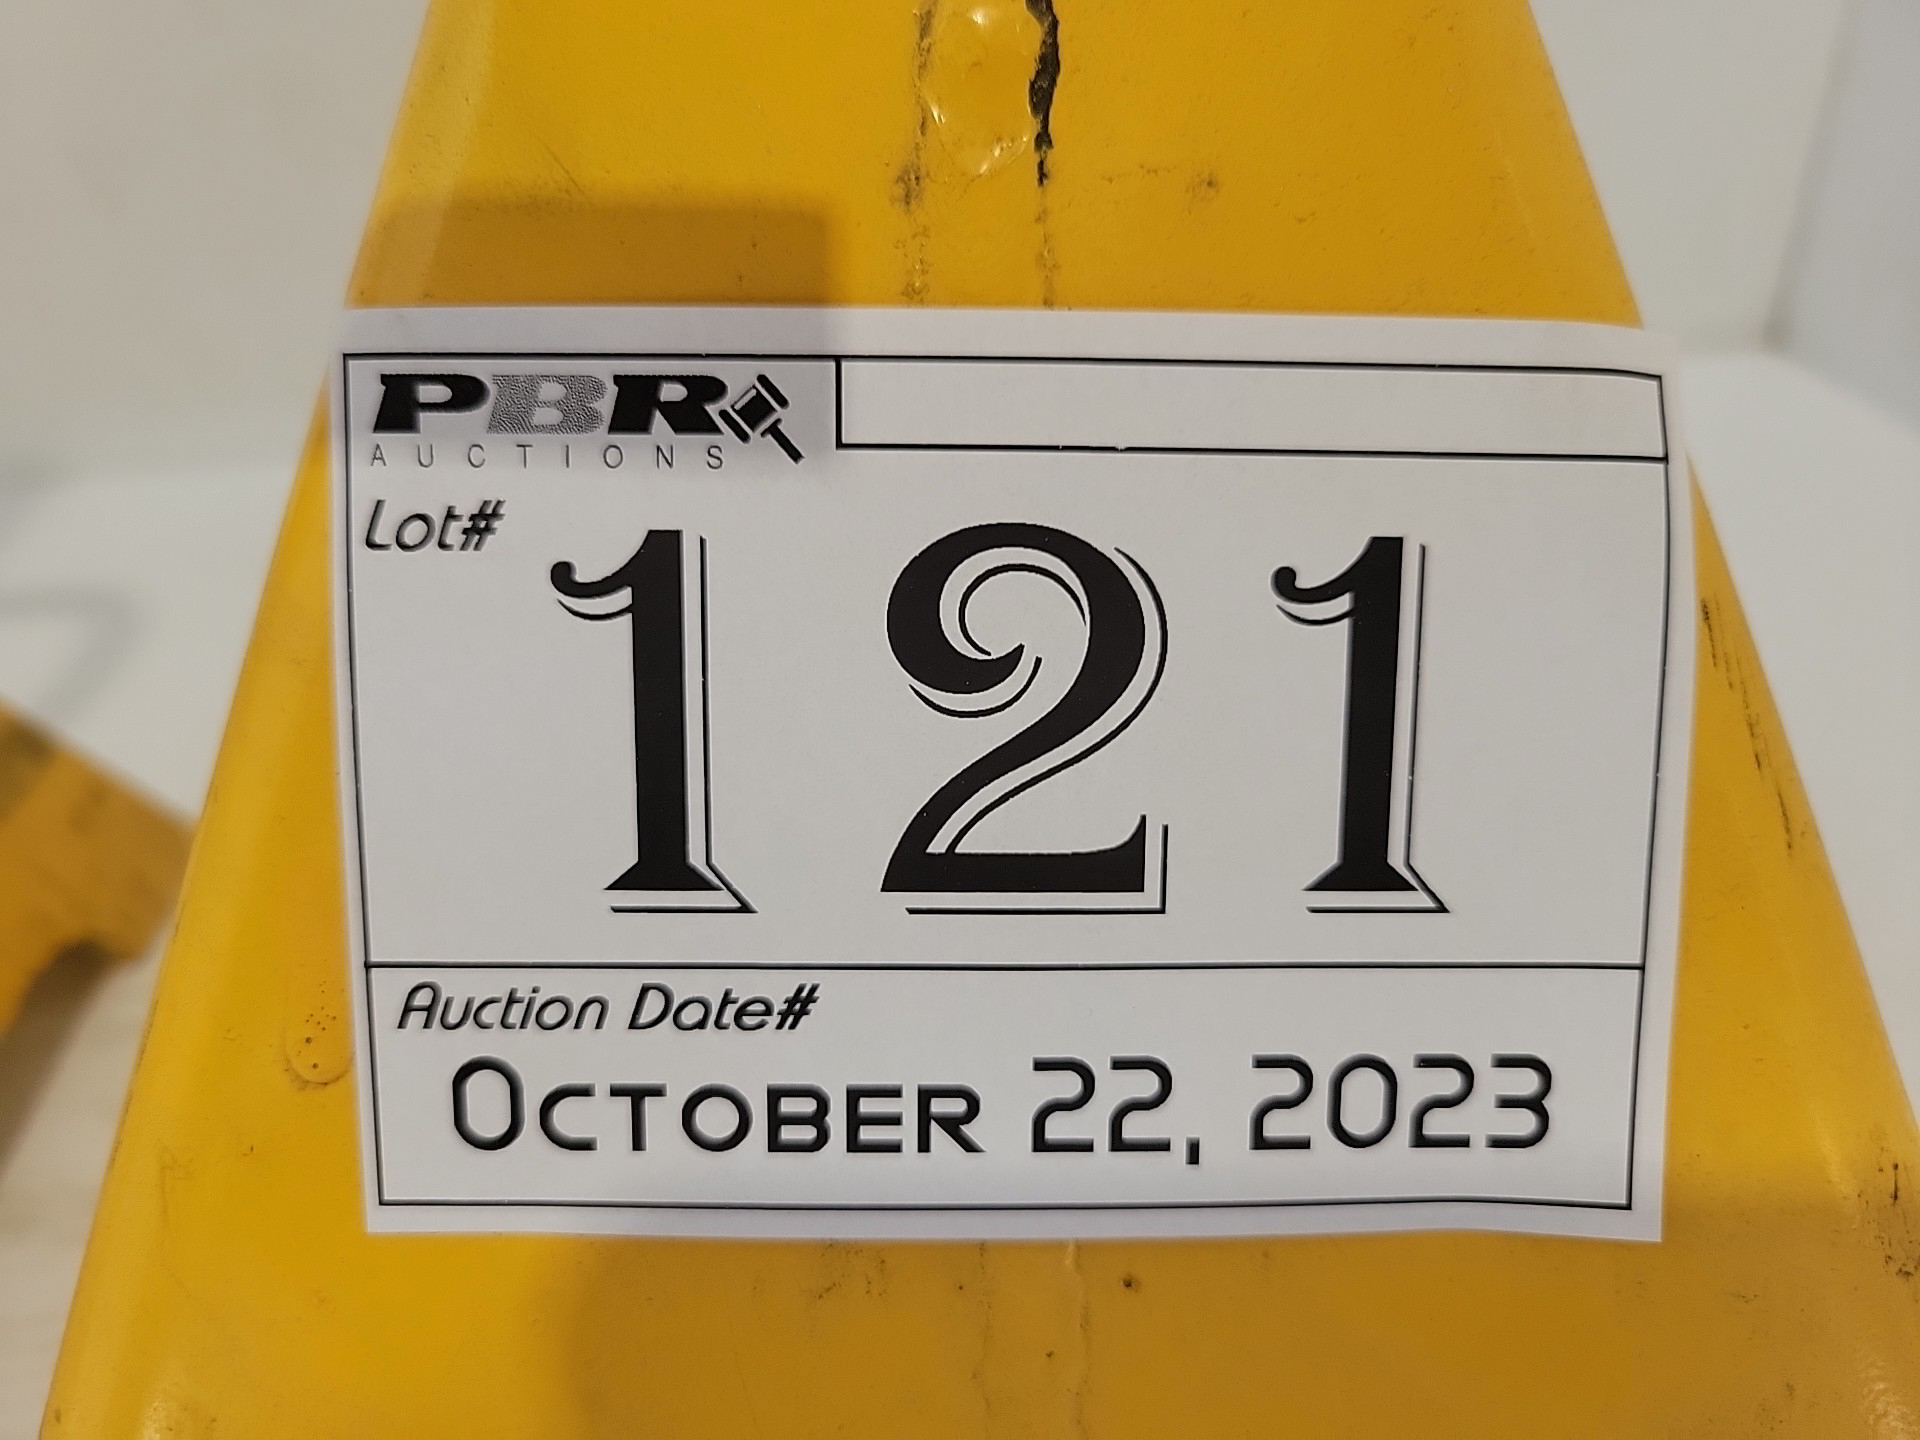 PBR
AUCTIONS
Lot#
121
Auction Date#
October 22, 2023